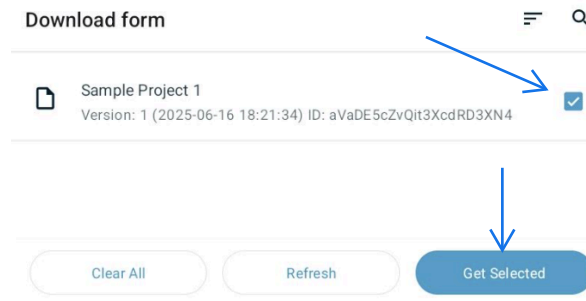 Download form
Sample Project 1
Version: 1 (2025-06-16 18:21:34) ID: aVaDE5cZvQit3XcdRD3XN4
Clear All
Refresh
Get Selected